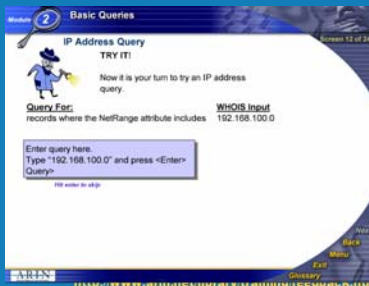 Module 2
Basic Queries
Screen 12 of 24
IP Address Query
TRY IT!
Now it is your turn to try an IP address
query.
Query For:
WHOIS Input
records where the NetRange attribute includes
192.168.100.0
Enter query here.
Type "192.168.100.0" and press <Enter>
Query>
Hit enter to skip
Next
Back
Menu
Exit
Glossary
ARIN